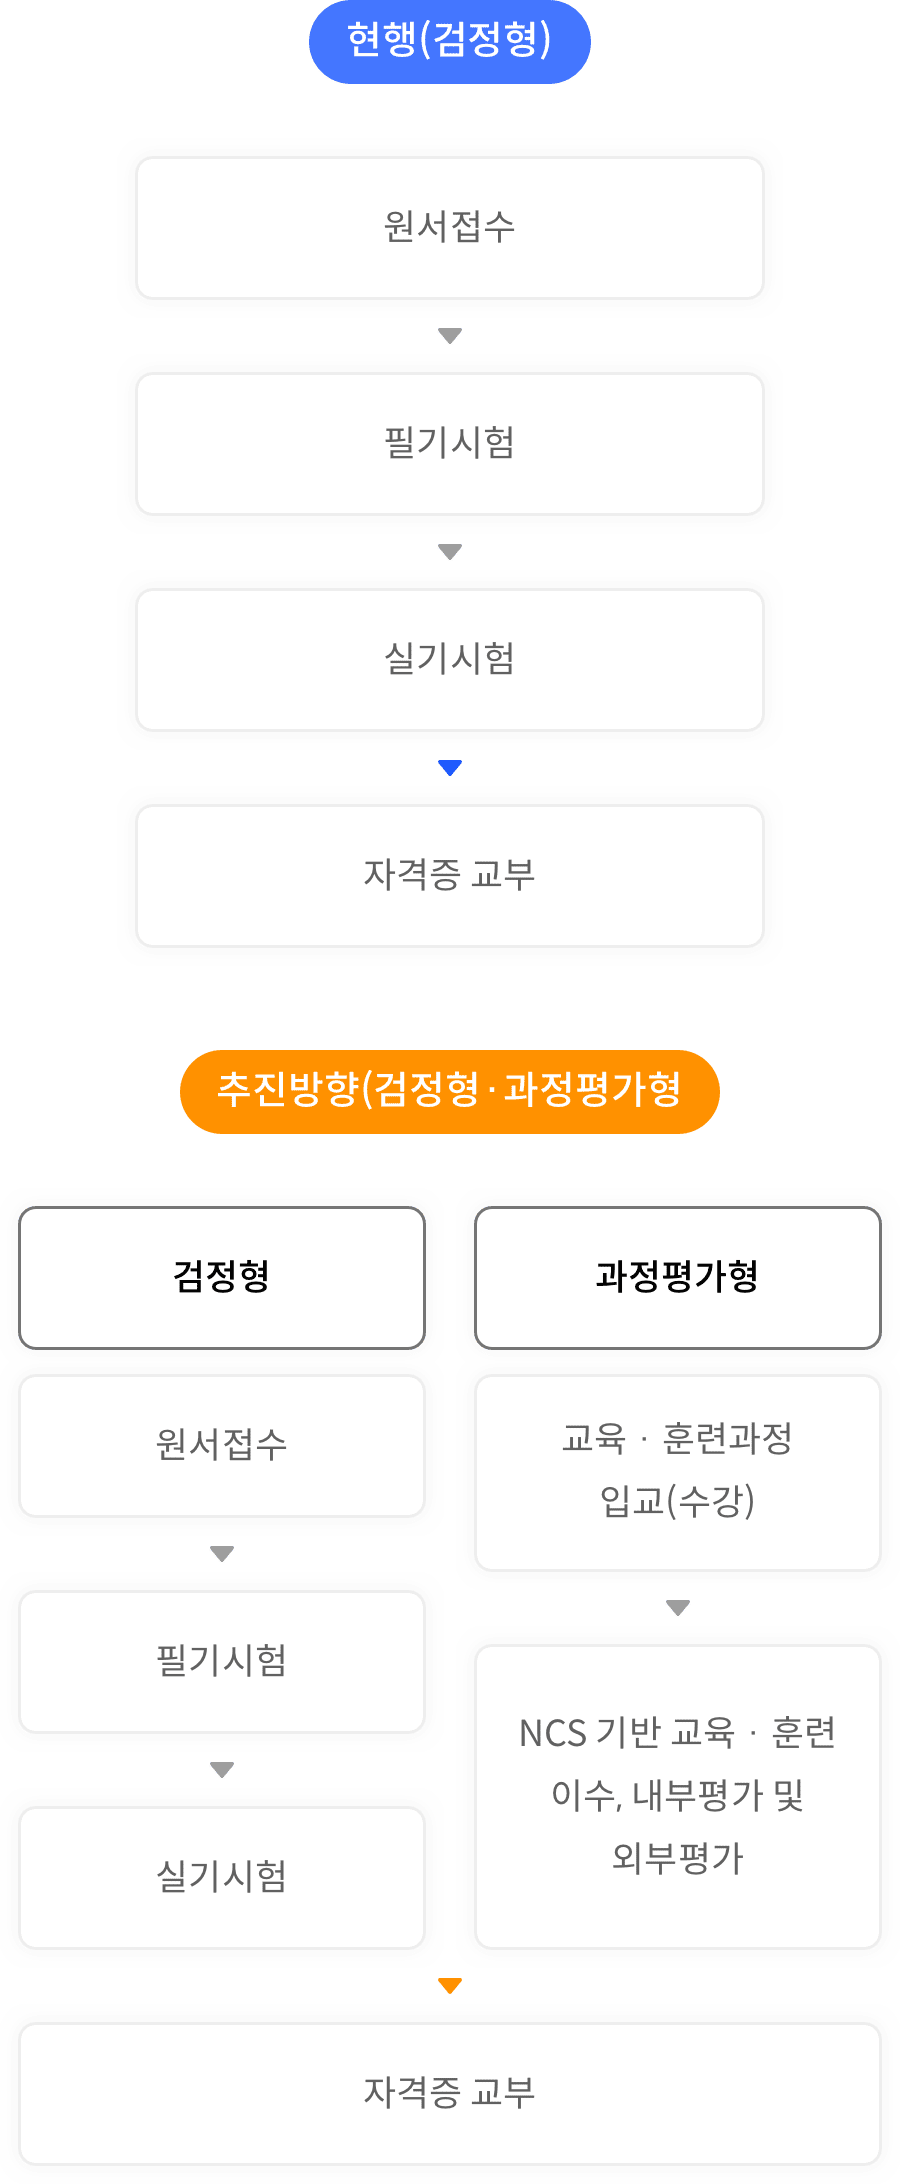 현행(검정형)
원서접수
필기시험
실기시험
자격증 교부
추진방향(검정형·과정평가형
검정형
원서접수
필기시험
실기시험
과정평가형
교육 · 훈련과정
입교(수강)
NCS 기반 교육 · 훈련
이수, 내부평가 및
외부평가
자격증 교부